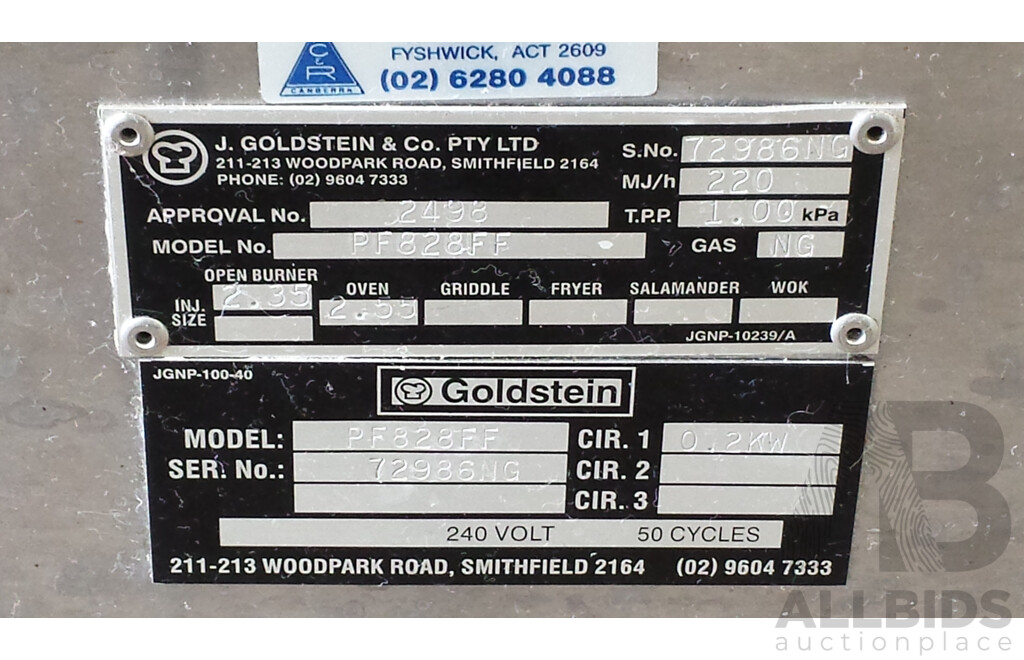 C&R
CANBERRA
FYSHWICK, ACT 2609
(02) 6280 4088
J. GOLDSTEIN & Co. PTY LTD
211-213 WOODPARK ROAD, SMITHFIELD 2164
PHONE: (02) 9604 7333
S.No. 72986NG
MJ/h 220
APPROVAL No. 2498
T.P.P. 1.00 kPa
MODEL No. PF828FF
GAS NG
OPEN BURNER OVEN GRIDDLE FRYER SALAMANDER WOK
INJ. SIZE 2.35 2.55
JGNP-10239/A
JGNP-100-40
Goldstein
MODEL: PF828FF CIR. 1 0.2KW
SER. No.: 72986NG CIR. 2
CIR. 3
240 VOLT 50 CYCLES
211-213 WOODPARK ROAD, SMITHFIELD 2164 (02) 9604 7333
B
ALLBIDS
auctionplace